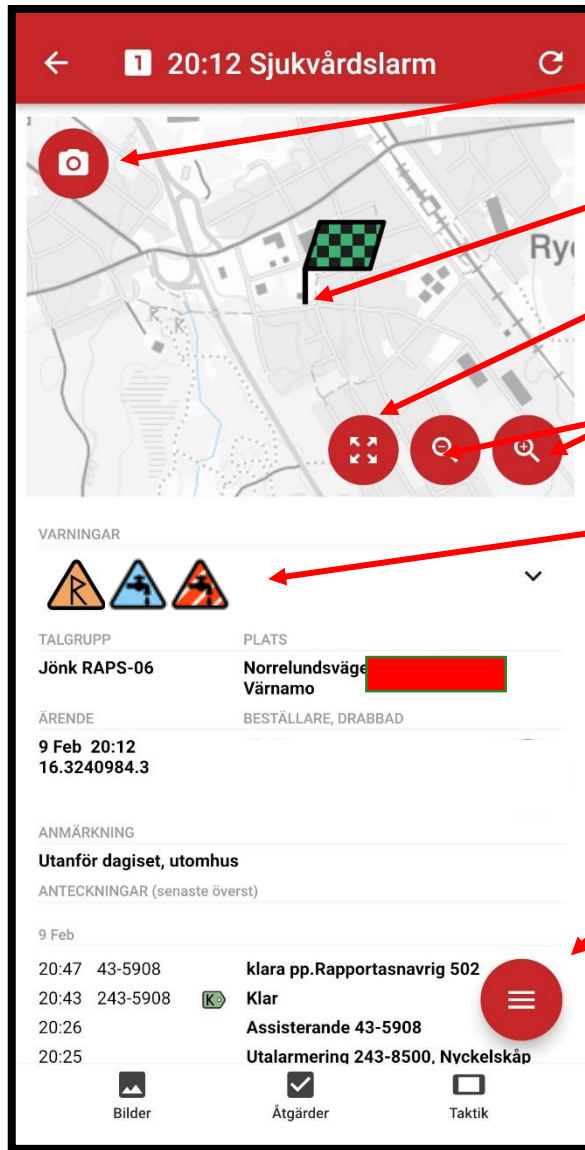 1 20:12 Sjukvårdslarm
Ry
R R
VARNINGAR
R
TALGRUPP PLATS
Jönk RAPS-06 Norrelundsväge
Värnamo
ÄRENDE BESTÄLLARE, DRABBAD
9 Feb 20:12
16.3240984.3
ANMÄRKNING
Utanför dagiset, utomhus
ANTECKNINGAR (senaste överst)
9 Feb
20:47 43-5908 klara pp.Rapportasnavrig 502
20:43 243-5908 K Klar
20:26 Assisterande 43-5908
20:25 Utalarmering 243-8500, Nyckelskåp
Bilder Åtgärder Taktik